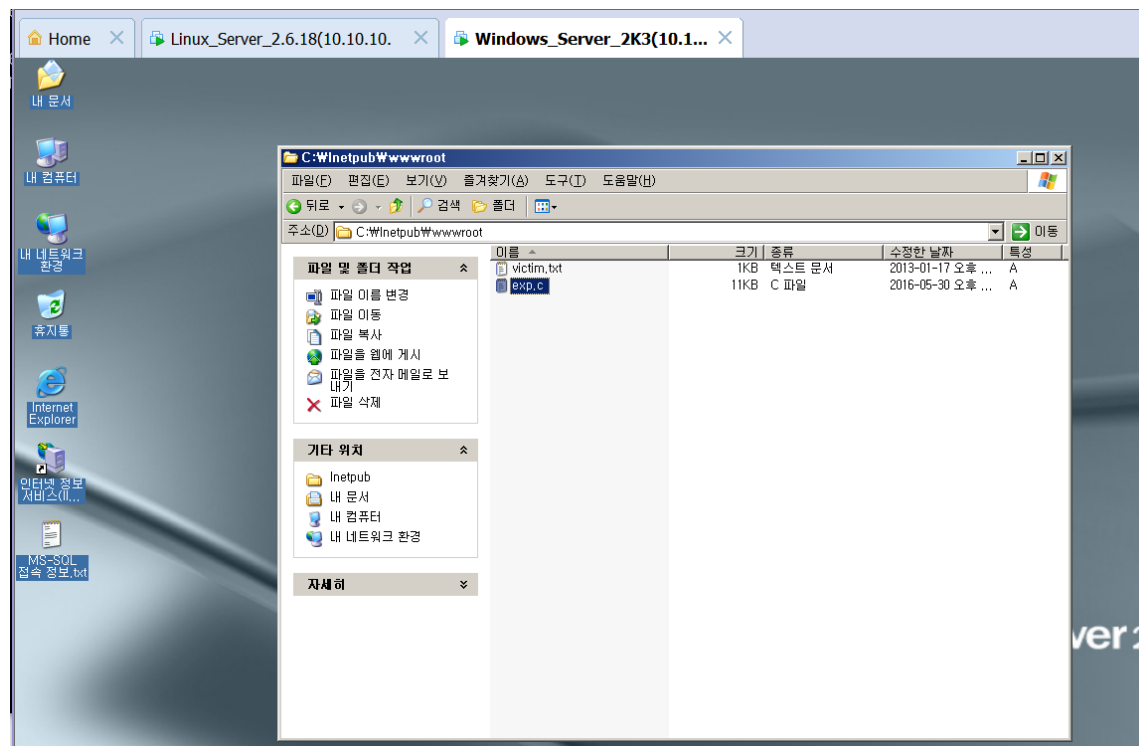 Home
Linux_Server_2.6.18(10.10.10.
Windows_Server_2K3(10.1...
내 문서
내 컴퓨터
내 네트워크
환경
휴지통
Internet
Explorer
인터넷 정보
서비스(II...
MS-SQL
접속 정보.txt
C:₩Inetpub₩wwwroot
파일(F) 편집(E) 보기(V) 즐겨찾기(A) 도구(T) 도움말(H)
뒤로 검색 폴더
주소(D) C:₩Inetpub₩wwwroot 이동
이름 크기 종류 수정한 날짜 특성
victim.txt 1KB 텍스트 문서 2013-01-17 오후 ... A
exp.c 11KB C 파일 2016-05-30 오후 ... A
파일 및 폴더 작업
파일 이름 변경
파일 이동
파일 복사
파일을 웹에 게시
파일을 전자 메일로 보
내기
파일 삭제
기타 위치
Inetpub
내 문서
내 컴퓨터
내 네트워크 환경
자세히
ver 2